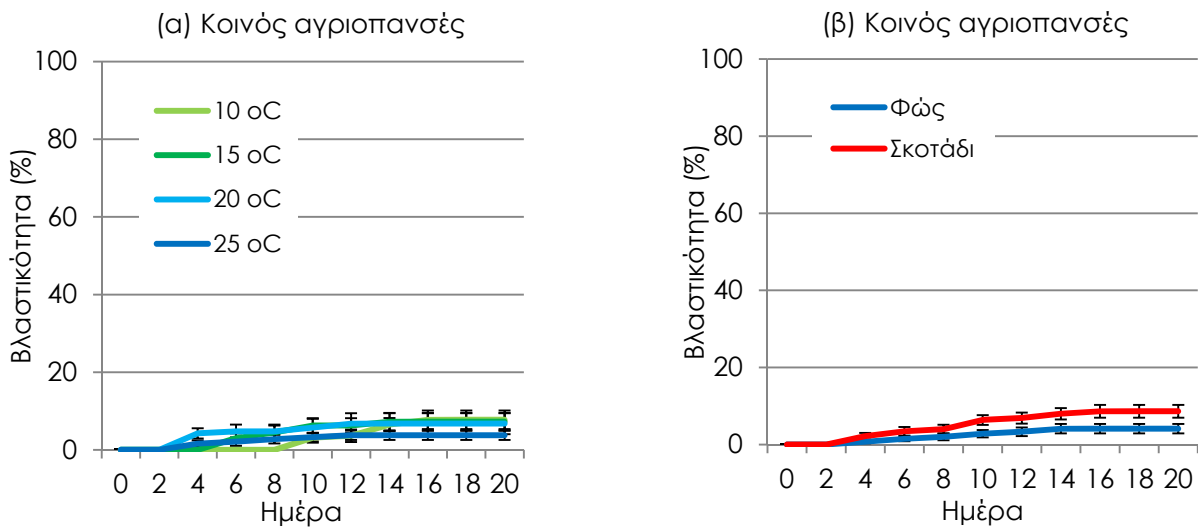 (α) Κοινός αγριοπανσές
100
80
60
40
20
0
Βλαστικότητα (%)
10 oC
15 oC
20 oC
25 oC
0 2 4 6 8 10 12 14 16 18 20
Ημέρα
(β) Κοινός αγριοπανσές
100
80
60
40
20
0
Βλαστικότητα (%)
Φώς
Σκοτάδι
0 2 4 6 8 10 12 14 16 18 20
Ημέρα